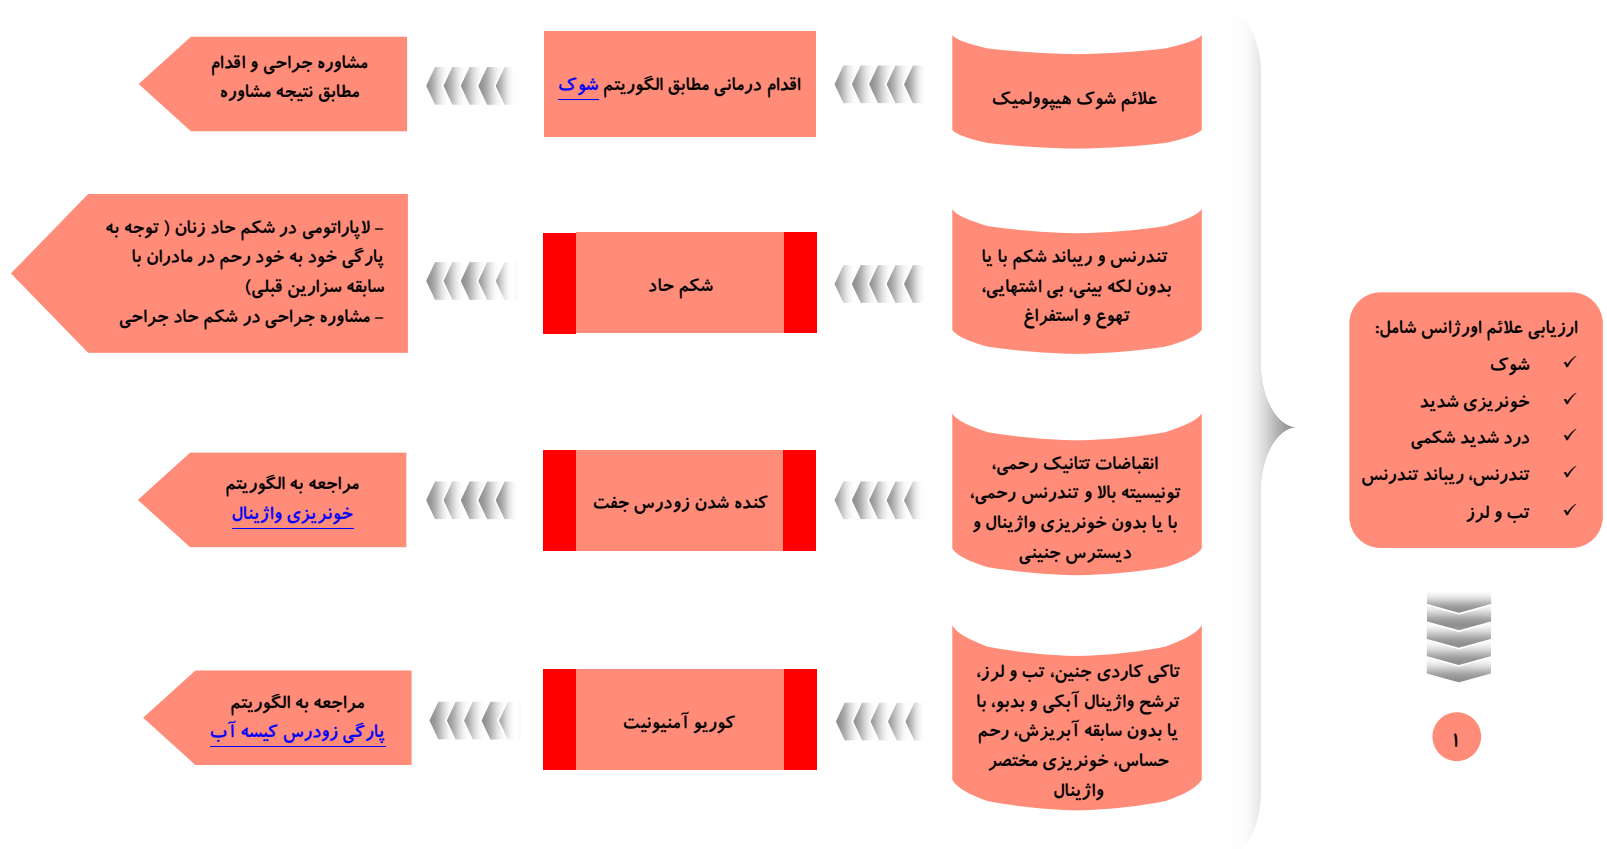 ارزیابی علائم اورژانس شامل:
✓ شوک
✓ خونریزی شدید
✓ درد شدید شکمی
✓ تندرنس، ریباند تندرنس
✓ تب و لرز
۱
علائم شوک هیپوولمیک
اقدام درمانی مطابق الگوریتم شوک
مشاوره جراحی و اقدام
مطابق نتیجه مشاوره
تندرنس و ریباند شکم با یا
بدون لکه بینی، بی اشتهایی،
تهوع و استفراغ
شکم حاد
– لاپاراتومی در شکم حاد زنان ( توجه به
پارگی خود به خود رحم در مادران با
سابقه سزارین قبلی)
– مشاوره جراحی در شکم حاد جراحی
انقباضات تتانیک رحمی،
تونیسیته بالا و تندرنس رحمی،
با یا بدون خونریزی واژینال و
دیسترس جنینی
کنده شدن زودرس جفت
مراجعه به الگوریتم
خونریزی واژینال
تاکی کاردی جنین، تب و لرز،
ترشح واژینال آبکی و بدبو، با
یا بدون سابقه آبریزش، رحم
حساس، خونریزی مختصر
واژینال
کوریو آمنیونیت
مراجعه به الگوریتم
پارگی زودرس کیسه آب